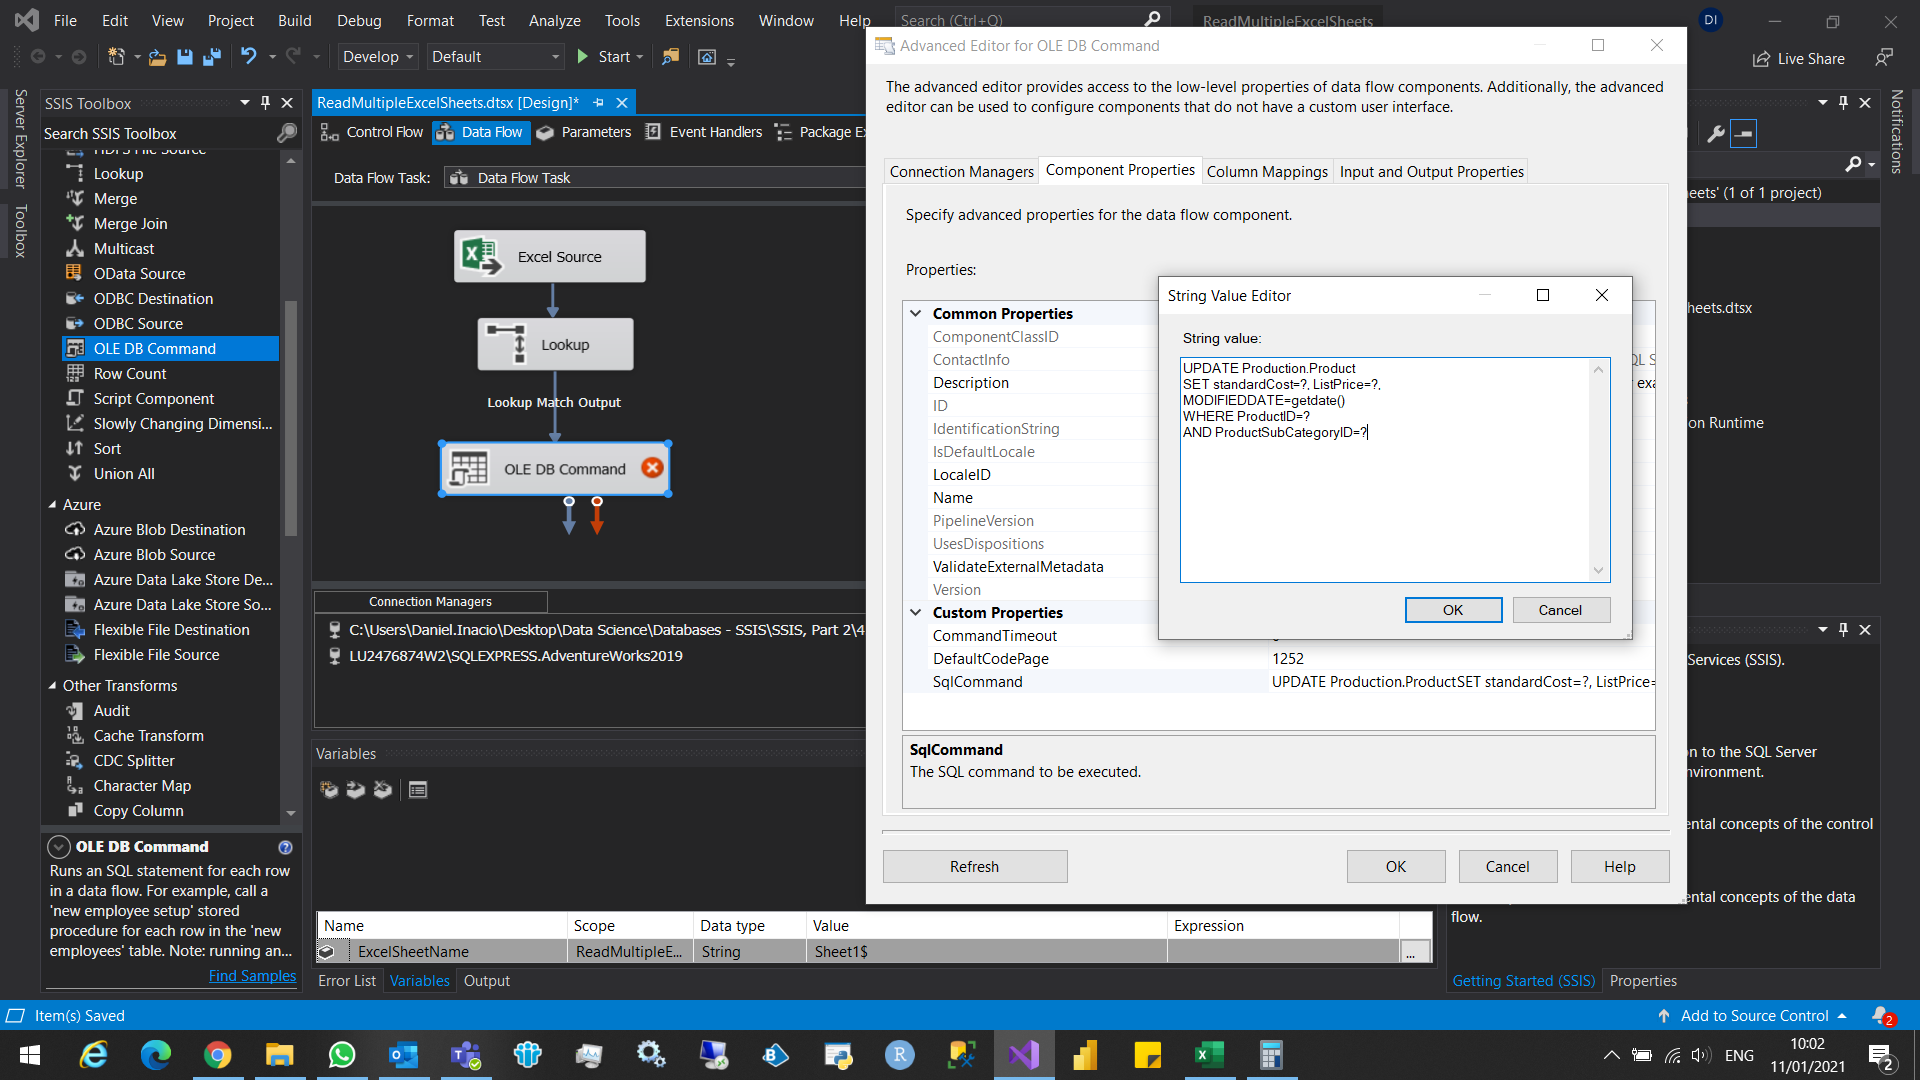 File Edit View Project Build Debug Format Test Analyze Tools Extensions Window Help Search (Ctrl+Q) ReadMultipleExcelSheets DI
Develop Default Start Live Share
Server Explorer
Toolbox
SSIS Toolbox
Search SSIS Toolbox
HDFS File Source
Lookup
Merge
Merge Join
Multicast
OData Source
ODBC Destination
ODBC Source
OLE DB Command
Row Count
Script Component
Slowly Changing Dimensi...
Sort
Union All
Azure
Azure Blob Destination
Azure Blob Source
Azure Data Lake Store De...
Azure Data Lake Store So...
Flexible File Destination
Flexible File Source
Other Transforms
Audit
Cache Transform
CDC Splitter
Character Map
Copy Column
OLE DB Command
Runs an SQL statement for each row
in a data flow. For example, call a
'new employee setup' stored
procedure for each row in the 'new
employees' table. Note: running an...
Find Samples
ReadMultipleExcelSheets.dtsx [Design]*
Control Flow Data Flow Parameters Event Handlers Package Ex
Data Flow Task: Data Flow Task
Excel Source
Lookup
Lookup Match Output
OLE DB Command
Connection Managers
C:\Users\Daniel.Inacio\Desktop\Data Science\Databases - SSIS\SSIS, Part 2\4
LU2476874W2\SQLEXPRESS.AdventureWorks2019
Variables
Name Scope Data type Value Expression
ExcelSheetName ReadMultipleE... String Sheet1$ ...
Error List Variables Output
Advanced Editor for OLE DB Command
The advanced editor provides access to the low-level properties of data flow components. Additionally, the advanced
editor can be used to configure components that do not have a custom user interface.
Connection Managers Component Properties Column Mappings Input and Output Properties
Specify advanced properties for the data flow component.
Properties:
Common Properties
ComponentClassID
ContactInfo
Description
ID
IdentificationString
IsDefaultLocale
LocaleID
Name
PipelineVersion
UsesDispositions
ValidateExternalMetadata
Version
Custom Properties
CommandTimeout
DefaultCodePage 1252
SqlCommand UPDATE Production.ProductSET standardCost=?, ListPrice=
SqlCommand
The SQL command to be executed.
Refresh OK Cancel Help
String Value Editor
String value:
UPDATE Production.Product
SET standardCost=?, ListPrice=?,
MODIFIEDDATE=getdate()
WHERE ProductID=?
AND ProductSubCategoryID=?
OK Cancel
QL S
r exa
Notifications
eets' (1 of 1 project)
heets.dtsx
on Runtime
Services (SSIS).
on to the SQL Server
nvironment.
ental concepts of the control
ental concepts of the data
flow.
Getting Started (SSIS) Properties
Item(s) Saved Add to Source Control 2
ENG 10:02
11/01/2021 2